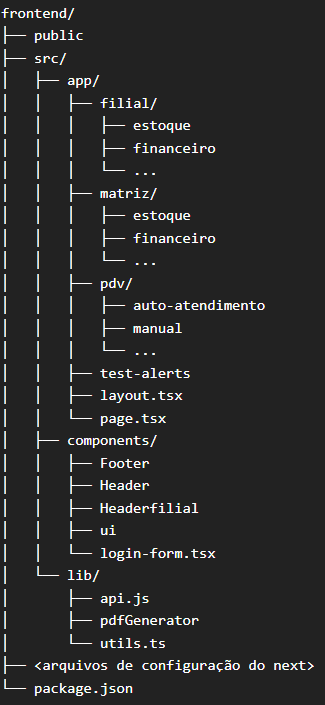 frontend/
├── public
├── src/
│   ├── app/
│   │   ├── filial/
│   │   │   ├── estoque
│   │   │   ├── financeiro
│   │   │   └── ...
│   │   ├── matriz/
│   │   │   ├── estoque
│   │   │   ├── financeiro
│   │   │   └── ...
│   │   ├── pdv/
│   │   │   ├── auto-atendimento
│   │   │   ├── manual
│   │   │   └── ...
│   │   ├── test-alerts
│   │   ├── layout.tsx
│   │   └── page.tsx
│   ├── components/
│   │   ├── Footer
│   │   ├── Header
│   │   ├── Headerfilial
│   │   ├── ui
│   │   └── login-form.tsx
│   └── lib/
│       ├── api.js
│       ├── pdfGenerator
│       └── utils.ts
├── <arquivos de configuração do next>
└── package.json